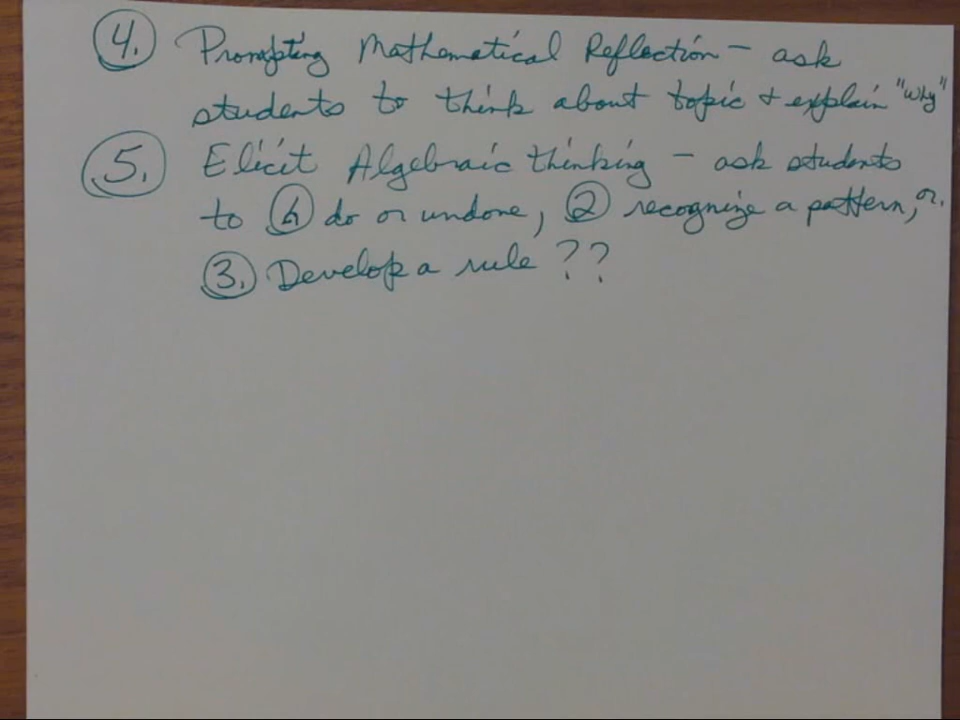 4. Prompting Mathematical Reflection - ask
students to think about topic + explain "why"
5. Elicit Algebraic thinking - ask students
to 1. do or undone, 2 recognize a pattern, or
3. Develop a rule ??